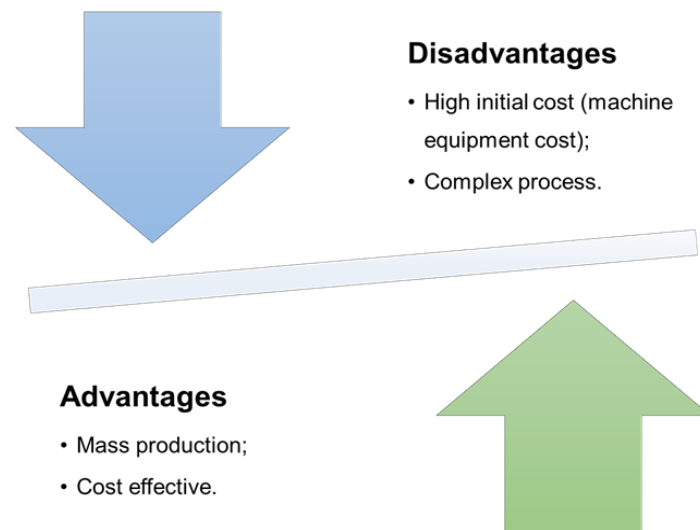 Disadvantages
• High initial cost (machine
equipment cost);
• Complex process.
Advantages
• Mass production;
• Cost effective.